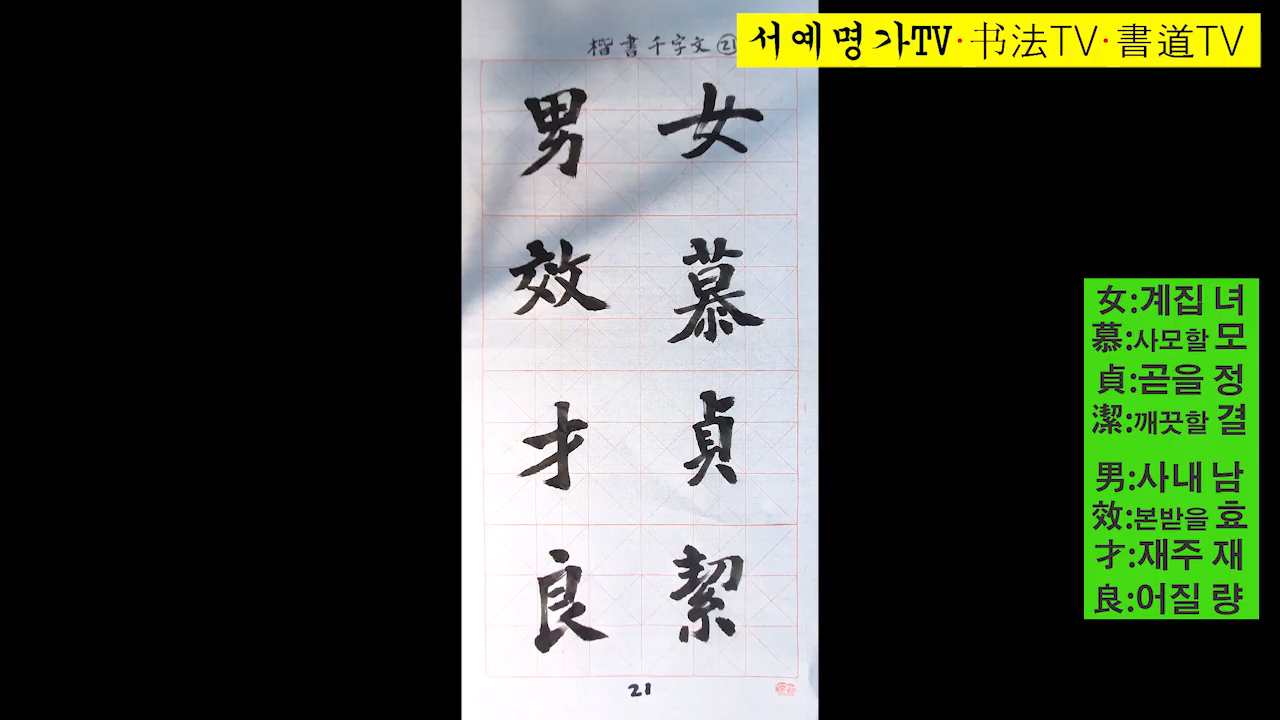 楷書千字文㉑
서예명가TV·书法TV·書道TV
女慕貞絜
男效才良
女:계집 녀
慕:사모할 모
貞:곧을 정
潔:깨끗할 결
男:사내 남
效:본받을 효
才:재주 재
良:어질 량
21